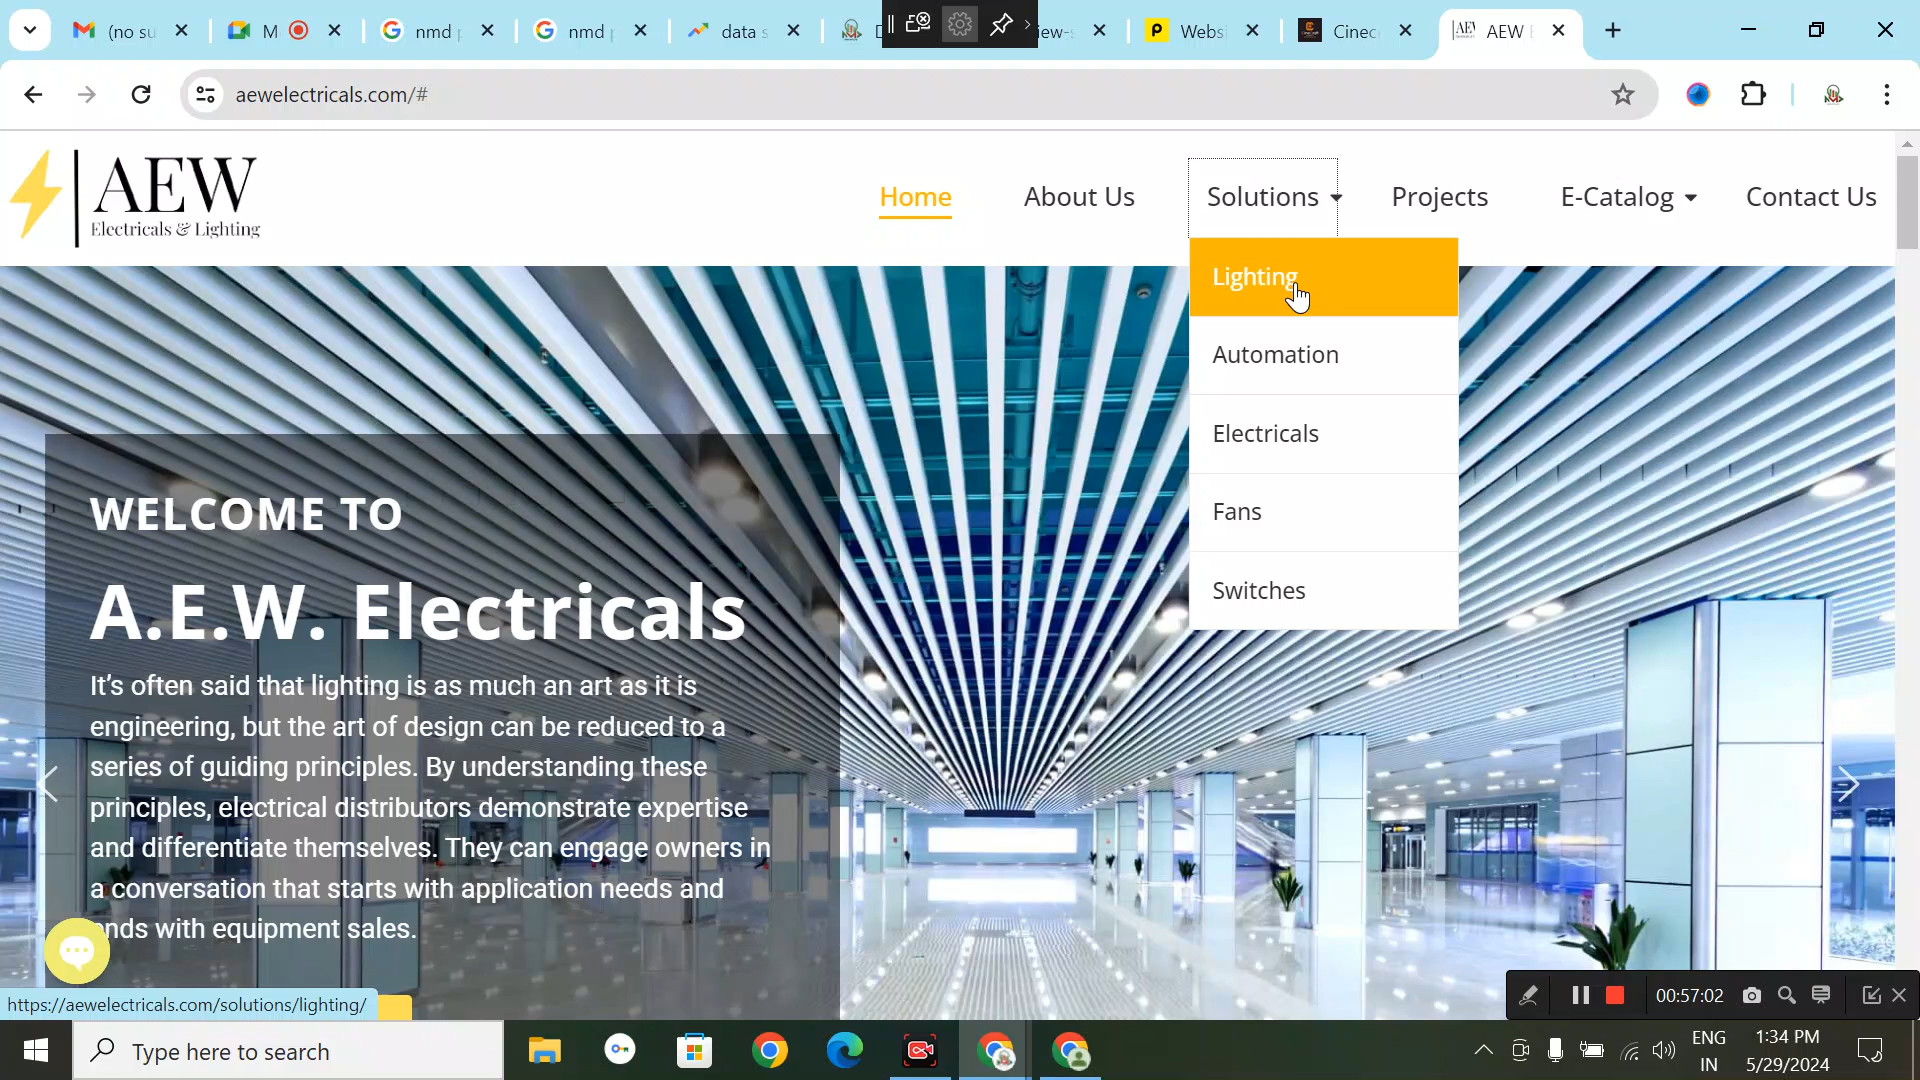 (no su
M
nmd
nmd
data s
D
iew-s
Websi
Cinec
AEW E
aewelectricals.com/#
AEW
Electricals & Lighting
Home
About Us
Solutions
Projects
E-Catalog
Contact Us
Lighting
Automation
Electricals
Fans
Switches
WELCOME TO
A.E.W. Electricals
It's often said that lighting is as much an art as it is
engineering, but the art of design can be reduced to a
series of guiding principles. By understanding these
principles, electrical distributors demonstrate expertise
and differentiate themselves. They can engage owners in
a conversation that starts with application needs and
ends with equipment sales.
https://aewelectricals.com/solutions/lighting/
00:57:02
Type here to search
ENG
IN
1:34 PM
5/29/2024